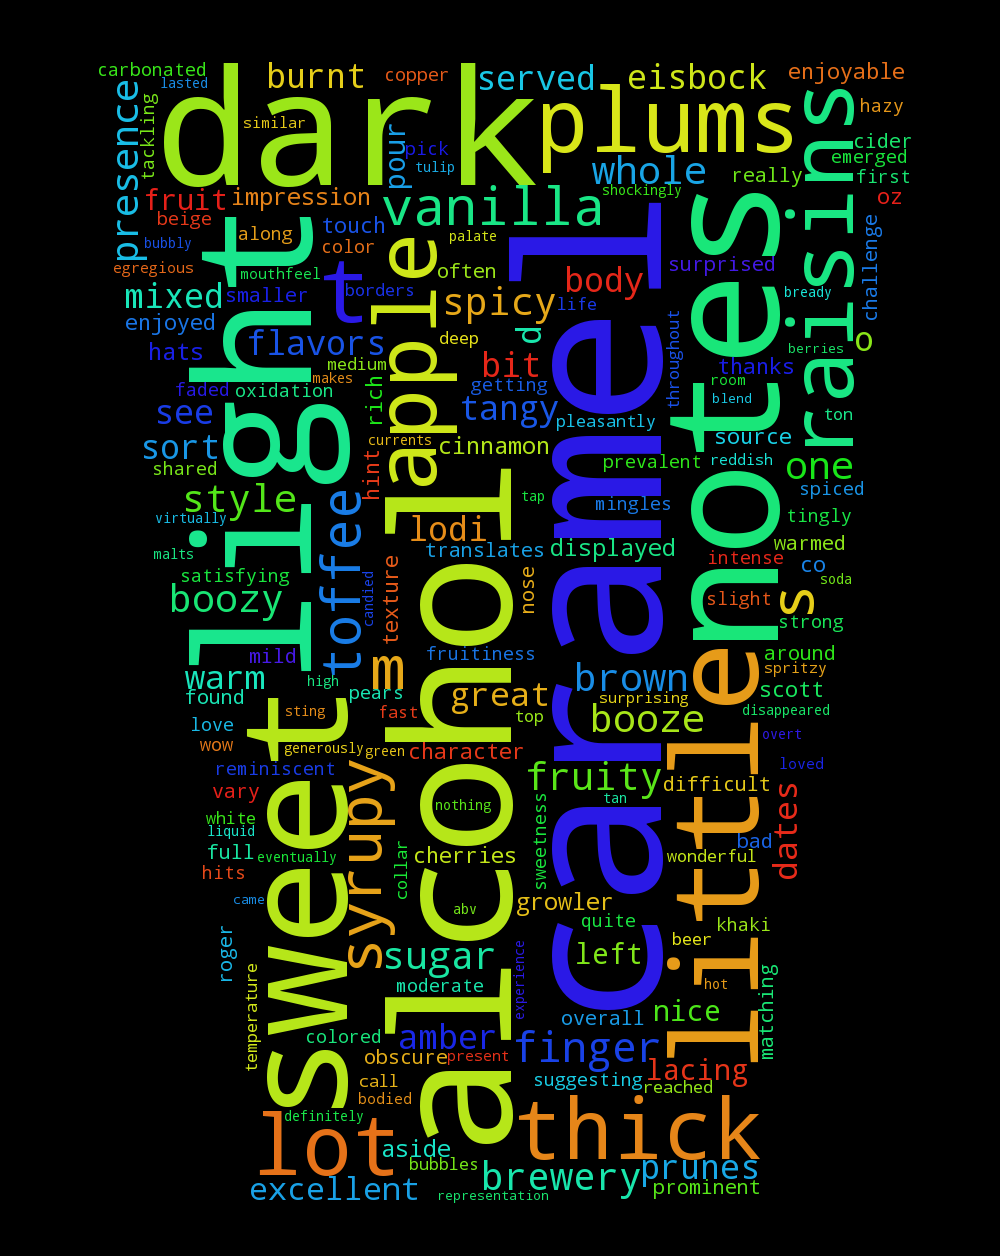 carbonated
lasted
burnt
copper
served
eisbock
enjoyable
dark
plums
presence
tackling
similar
pour
pick
tulip
whole
really
hazy
cider
emerged
first
oz
raisins
fruit
impression
beige
vanilla
shockingly
notes
challenge
light
touch
color
along
palate
bubbly
egregious
mouthfeel
t
apple
often
caramel
body
surprised
bready
mixed
smaller
borders
spicy
life
enjoyed
flavors
deep
d
throughout
o
berries
hats
medium
makes
bit
thanks
room
faded
oxidation
rich
getting
blend
see
tangy
pleasantly
ton
sort
currents
cinnamon
source
shared
hint
prevalent
reddish
one
style
toffee
tap
mingles
spiced
virtually
lodi
tingly
malts
translates
displayed
warmed
satisfying
candied
texture
alcohol
nose
intense
co
soda
boozy
slight
s
strong
mild
m
fruitiness
little
around
warm
high
pears
brown
spritzy
found
great
surprising
scott
sting
fast
top
booze
disappeared
love
sweet
wow
generously
green
character
overt
reminiscent
syrupy
fruity
loved
vary
difficult
dates
white
nothing
tan
liquid
full
eventually
collar
cherries
sweetness
bad
wonderful
hits
came
abv
growler
quite
khaki
roger
sugar
left
beer
temperature
moderate
experience
hot
matching
overall
nice
colored
amber
finger
obscure
present
lacing
call
suggesting
reached
bodied
definitely
lot
thick
aside
bubbles
brewery
prunes
excellent
representation
prominent